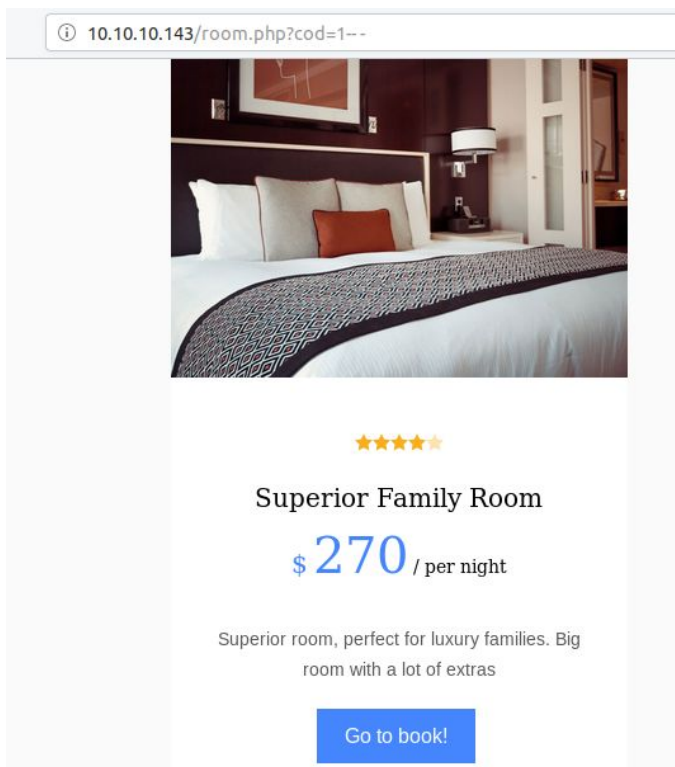 10.10.10.143/room.php?cod=1-- -
Superior Family Room
$ 270 / per night
Superior room, perfect for luxury families. Big
room with a lot of extras
Go to book!